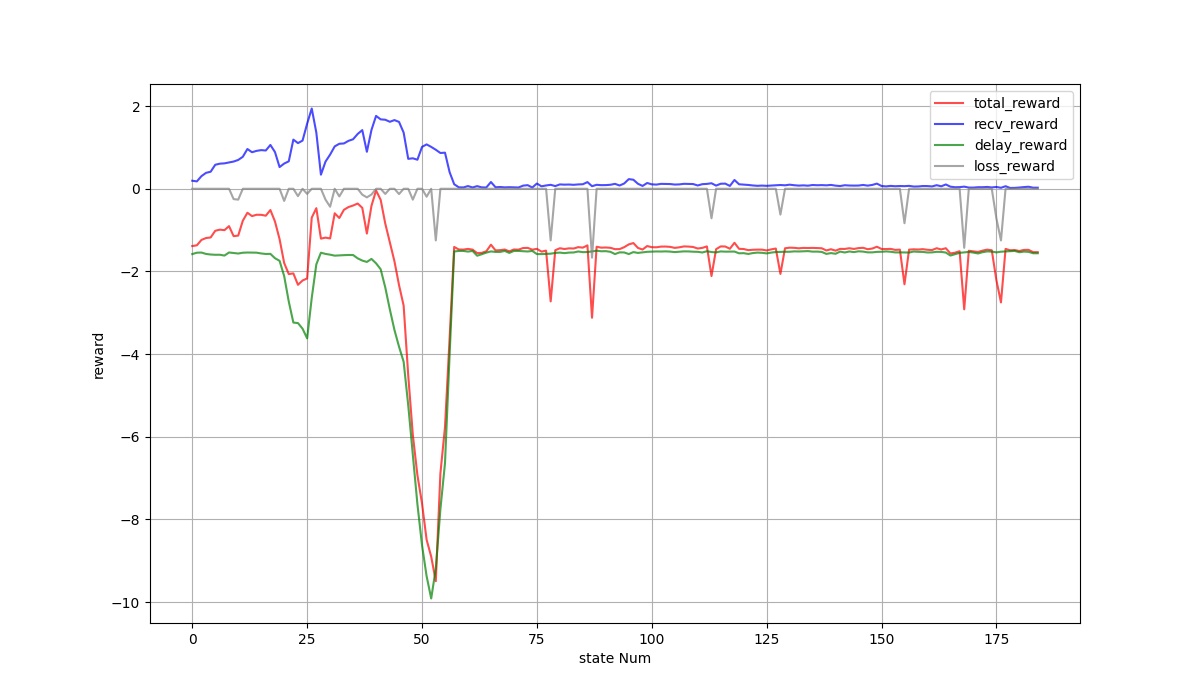 2
0
−2
−4
−6
−8
−10
reward
0 25 50 75 100 125 150 175
state Num
total_reward
recv_reward
delay_reward
loss_reward